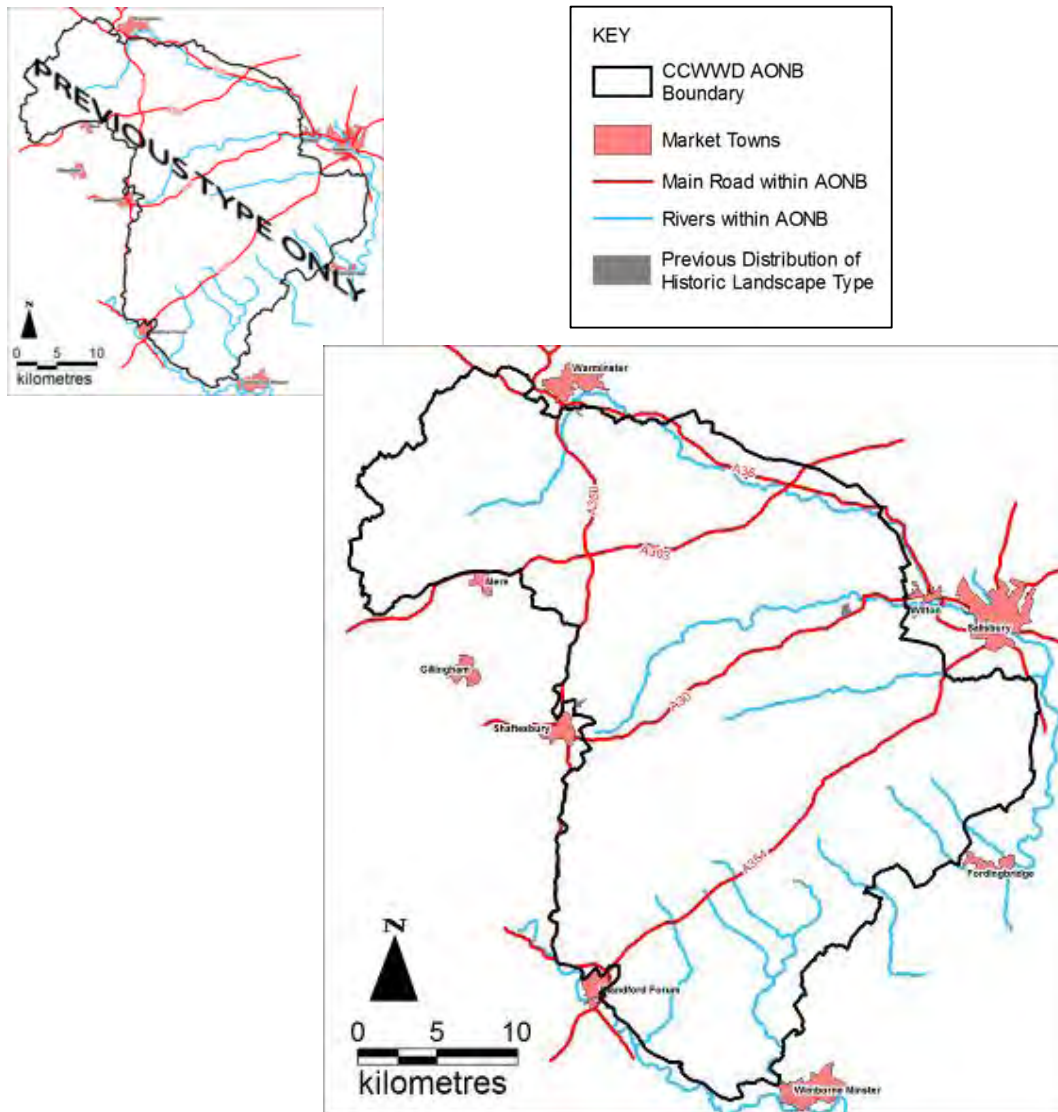 PREVIOUS TYPE ONLY
N
0 5 10
kilometres
KEY
CCWWD AONB
Boundary
Market Towns
Main Road within AONB
Rivers within AONB
Previous Distribution of
Historic Landscape Type
Warminster
A36
A350
A303
Mere
Wilton
Salisbury
Gillingham
A30
Shaftesbury
A354
Fordingbridge
N
Blandford Forum
0 5 10
kilometres
Wimborne Minster